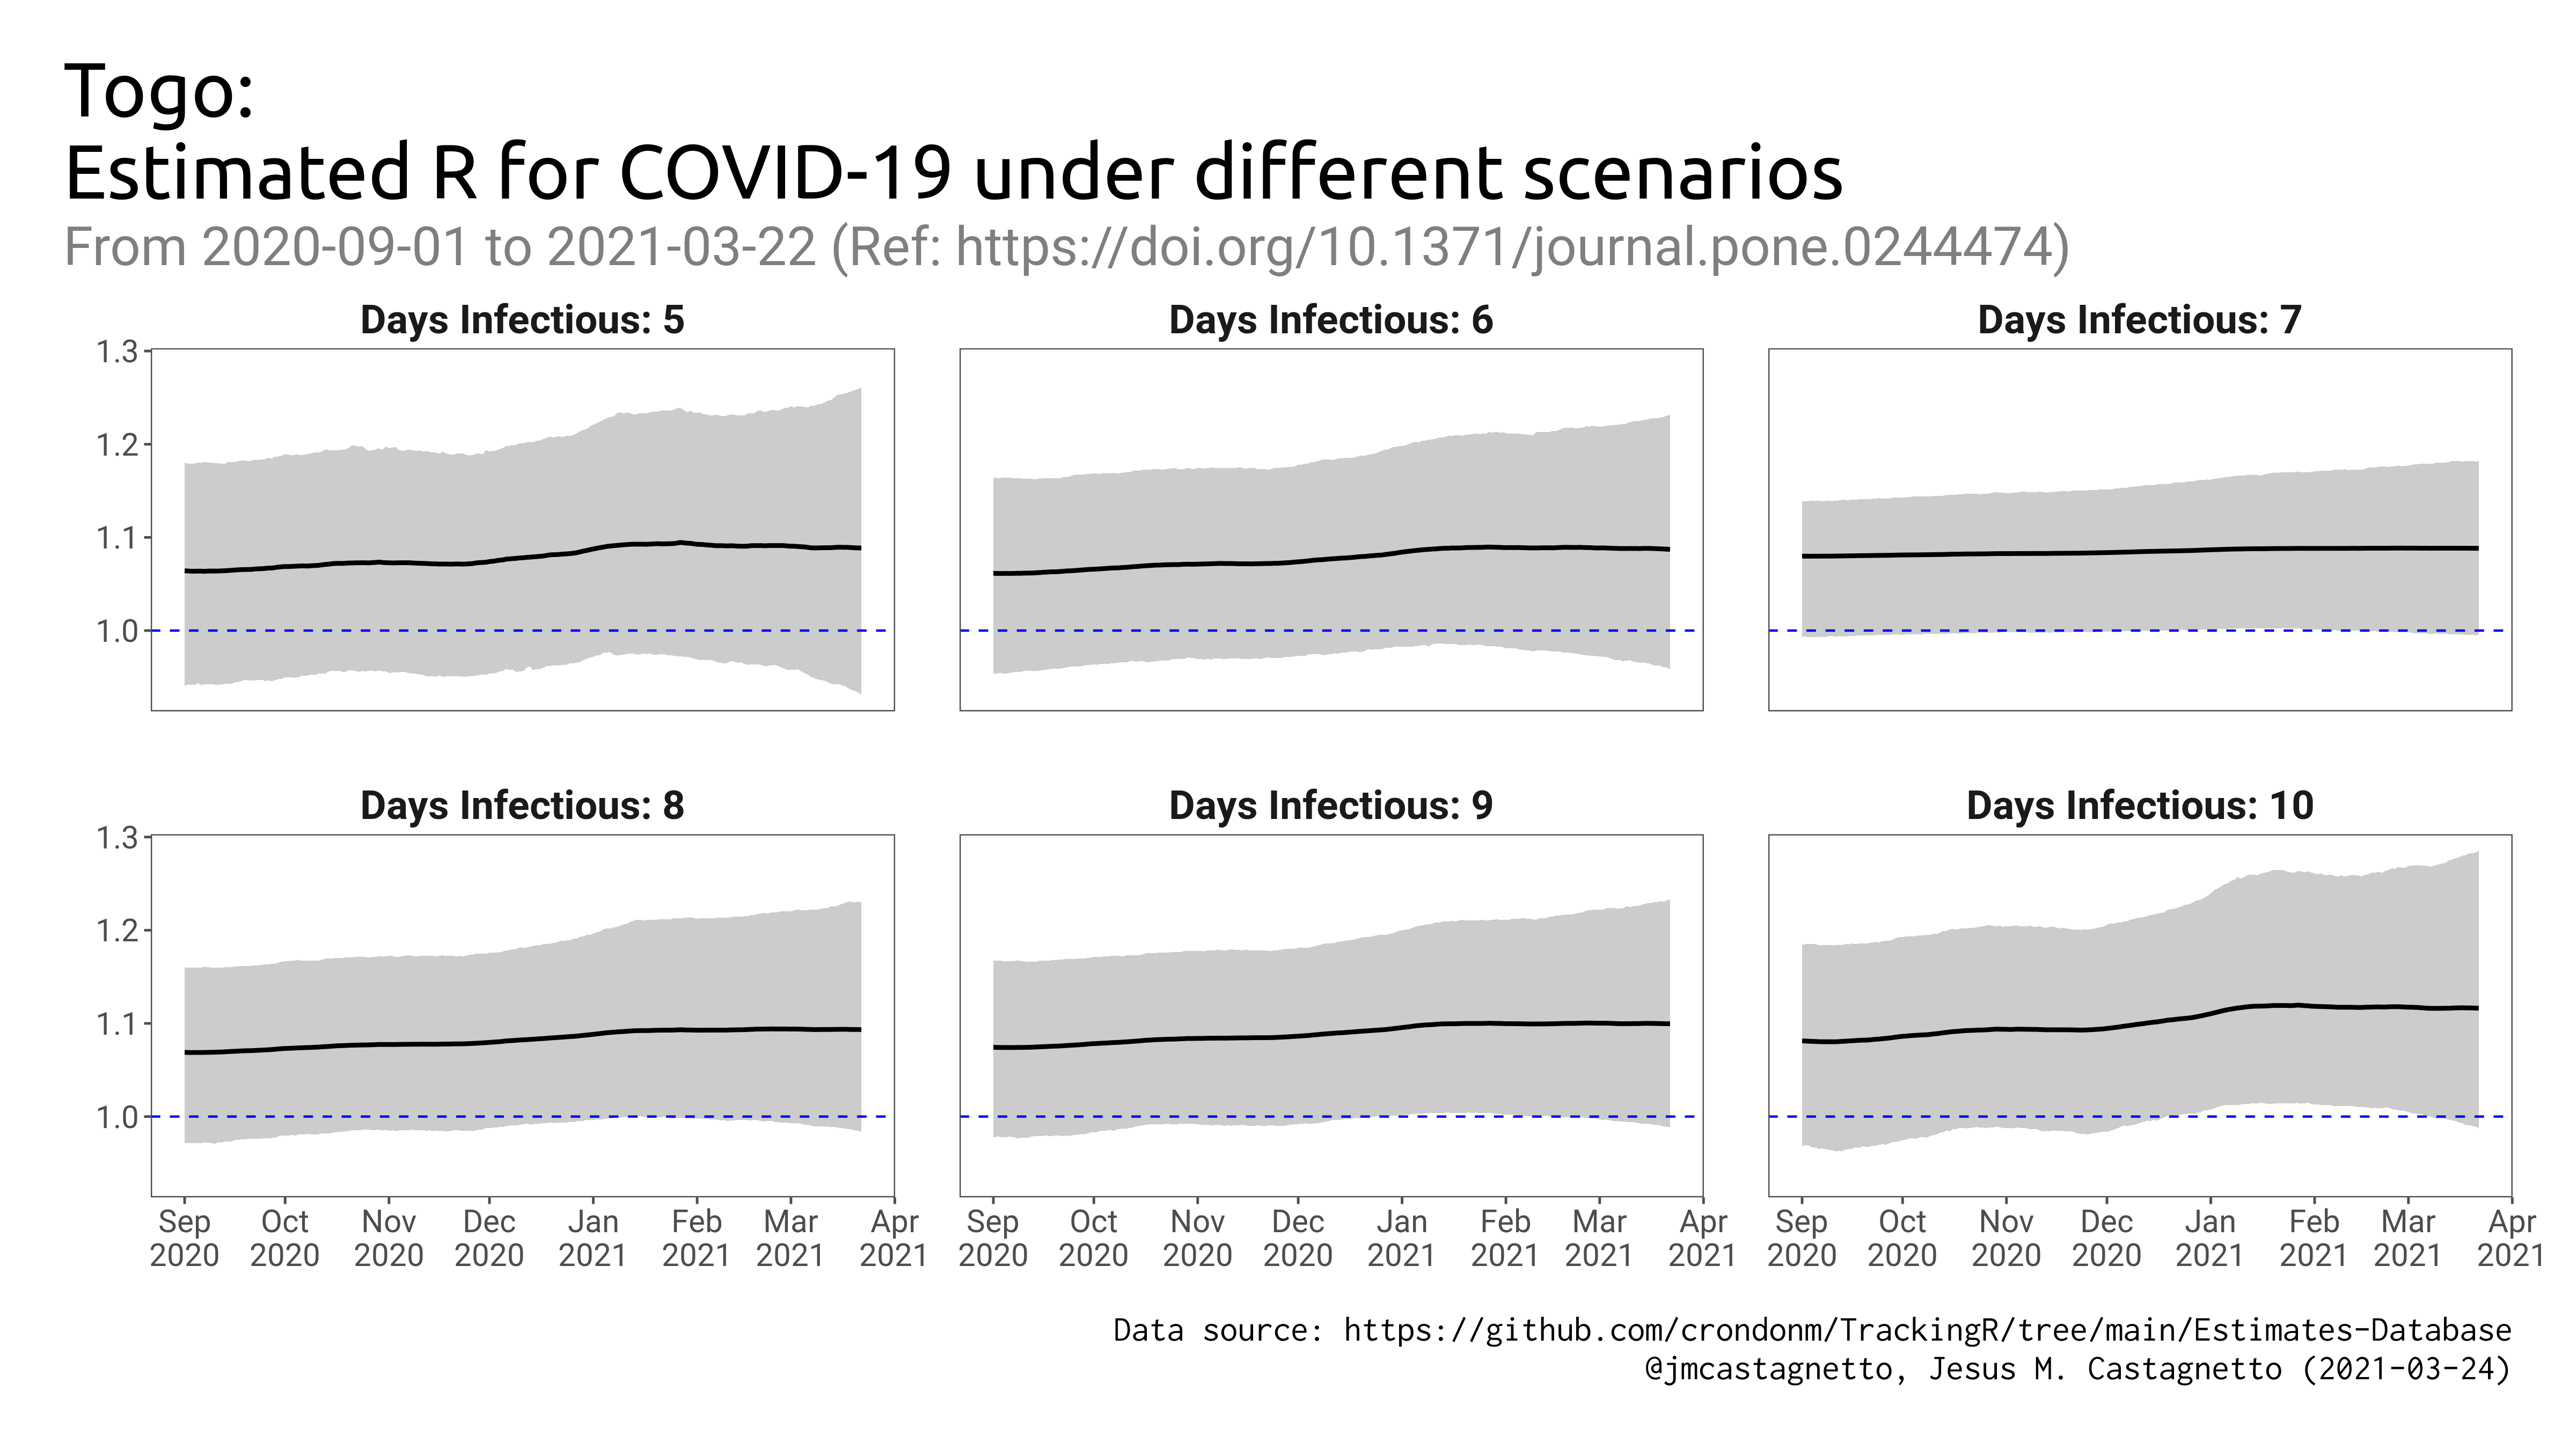 Togo:
Estimated R for COVID-19 under different scenarios
From 2020-09-01 to 2021-03-22 (Ref: https://doi.org/10.1371/journal.pone.0244474)
Days Infectious: 5
Days Infectious: 6
Days Infectious: 7
1.3
1.2
1.1
1.0
Days Infectious: 8
Days Infectious: 9
Days Infectious: 10
1.3
1.2
1.1
1.0
Sep Oct Nov Dec Jan Feb Mar Apr
2020 2020 2020 2020 2021 2021 2021 2021
Sep Oct Nov Dec Jan Feb Mar Apr
2020 2020 2020 2020 2021 2021 2021 2021
Sep Oct Nov Dec Jan Feb Mar Apr
2020 2020 2020 2020 2021 2021 2021 2021
Data source: https://github.com/crondonm/TrackingR/tree/main/Estimates-Database
@jmcastagnetto, Jesus M. Castagnetto (2021-03-24)